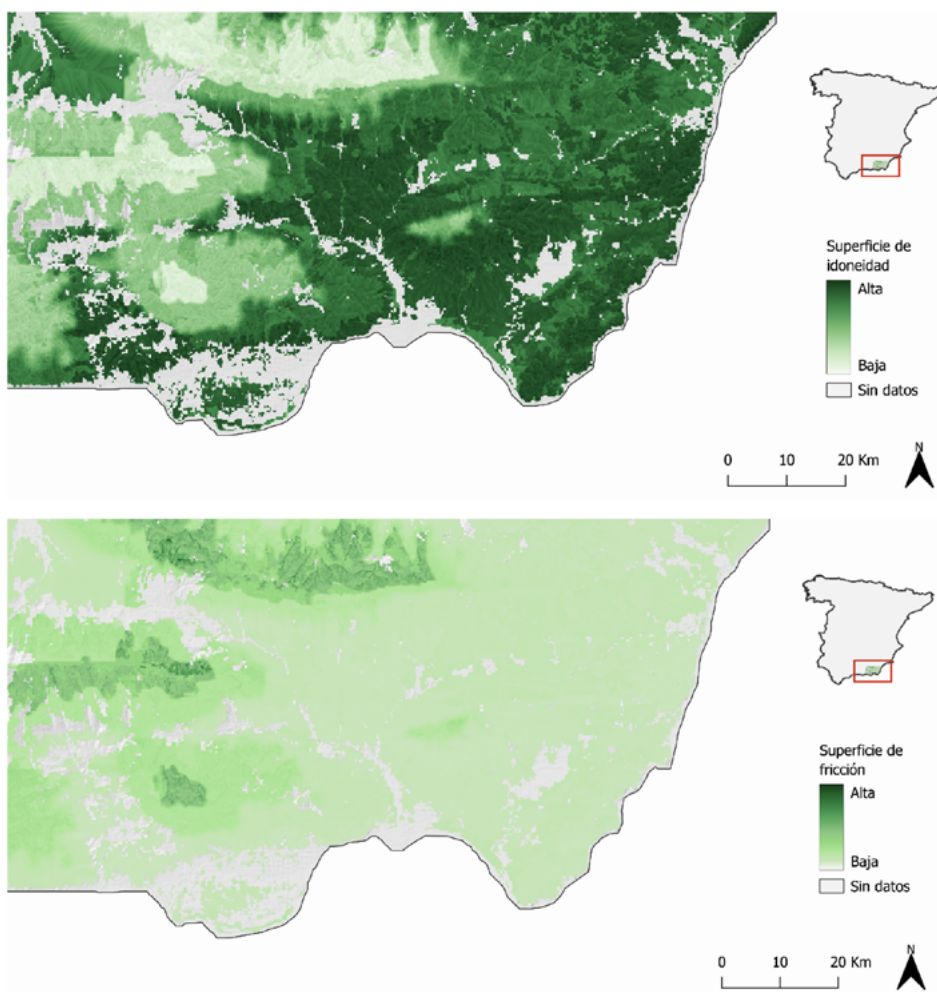 Superficie de
idoneidad
Alta
Baja
Sin datos
N
0 10 20 Km
Superficie de
fricción
Alta
Baja
Sin datos
N
0 10 20 Km